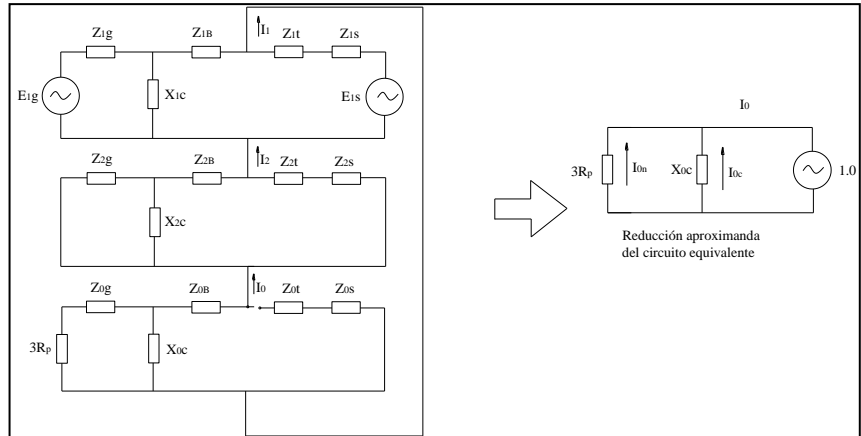 I1
Z1g Z1B Z1t Z1s
E1g X1c E1s
I2
Z2g Z2B Z2t Z2s
X2c
I0
Z0g Z0B Z0t Z0s
3Rp X0c
I0
3Rp I0n X0c I0c 1.0
Reducción aproximanda
del circuito equivalente